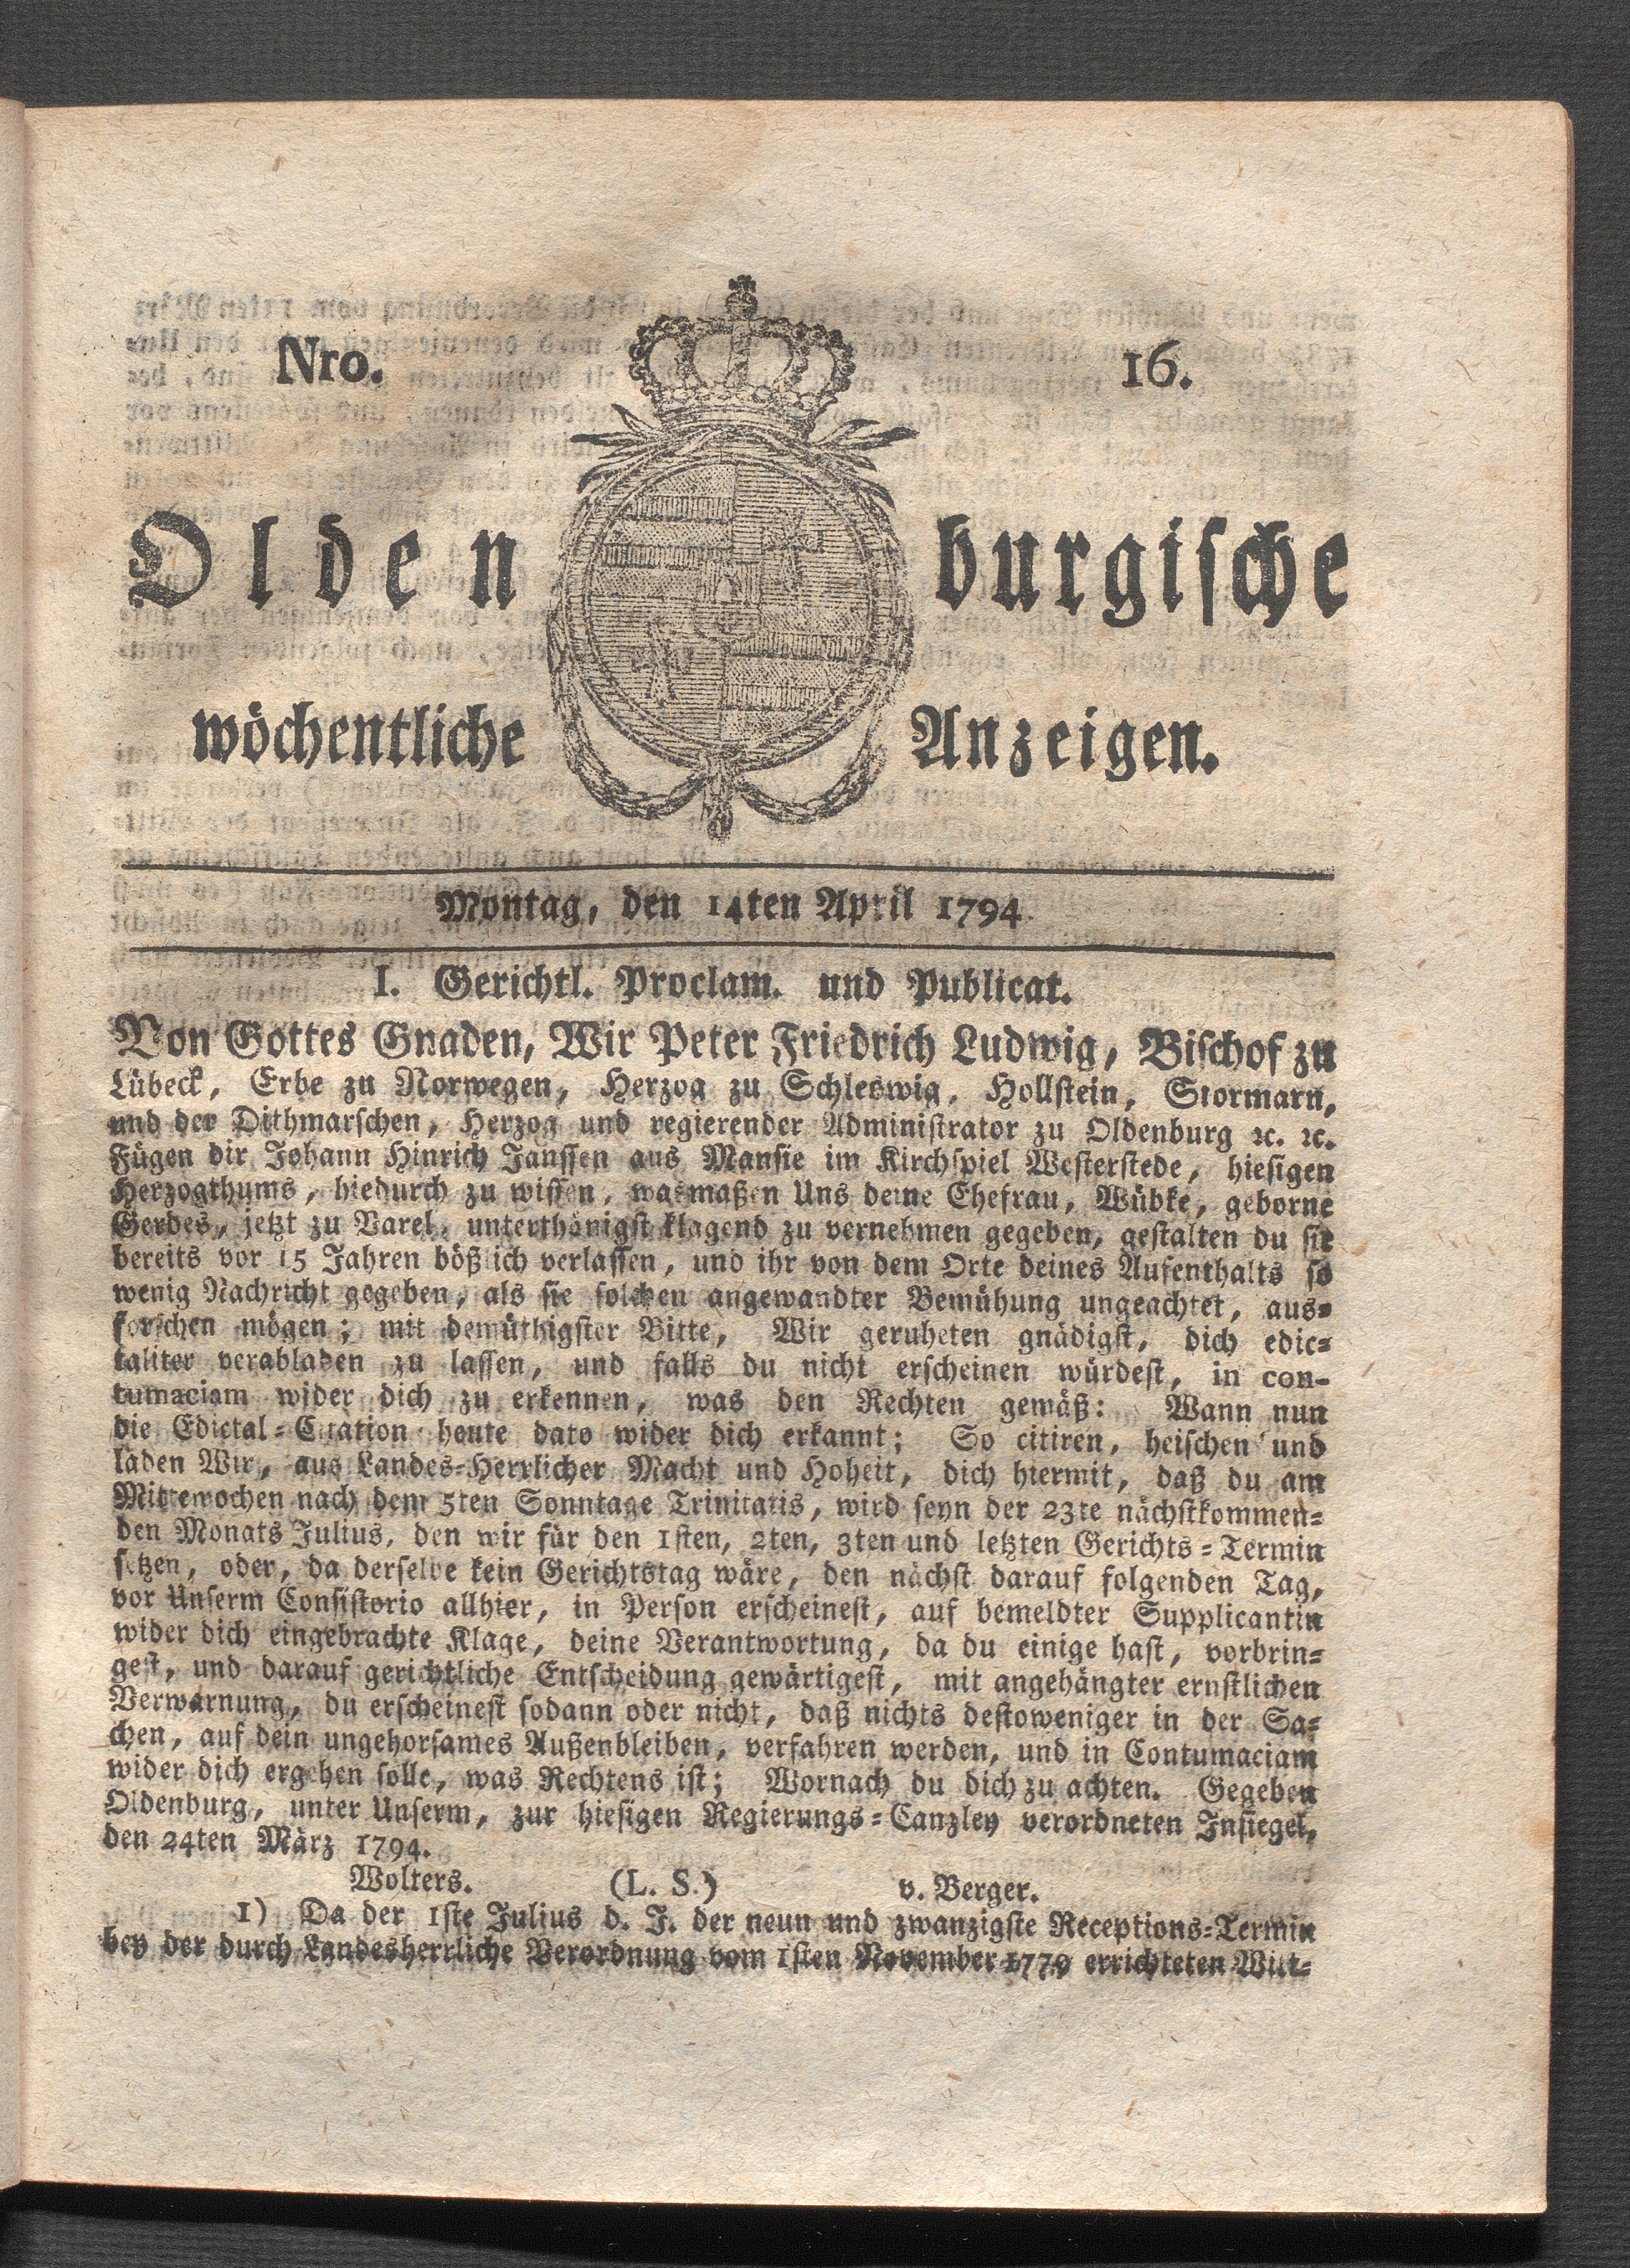 Nro. 16.
Oldenburgische
wöchentliche Anzeigen.
Montag, den 14ten April 1794.
I. Gerichtl. Proclam. und Publicat.
Von Gottes Gnaden, Wir Peter Friedrich Ludwig, Bischof zu
Lübeck, Erbe zu Norwegen, Herzog zu Schleswig, Hollstein, Stormarn,
und der Dithmarschen, Herzog und regierender Administrator zu Oldenburg ꝛc. ꝛc.
Fügen dir Johann Hinrich Janssen aus Mansie im Kirchspiel Westerstede, hiesigen
Herzogthums, hiedurch zu wissen, wasmaßen Uns deine Ehefrau, Wübke, geborne
Gerdes, jetzt zu Varel, unterthänigst klagend zu vernehmen gegeben, gestalten du sie
bereits vor 15 Jahren bößlich verlassen, und ihr von dem Orte deines Aufenthalts so
wenig Nachricht gegeben, als sie solchen angewandter Bemühung ungeachtet, aus-
forschen mögen; mit demüthigster Bitte, Wir geruheten gnädigst, dich edic-
taliter verabladen zu lassen, und falls du nicht erscheinen würdest, in con-
tumaciam wider dich zu erkennen, was den Rechten gemäß: Wann nun
die Edictal-Citation heute dato wider dich erkannt; So citiren, heischen und
laden Wir, aus Landes-Herrlicher Macht und Hoheit, dich hiermit, daß du am
Mittewochen nach dem 5ten Sonntage Trinitatis, wird seyn der 23te nächstkommen-
den Monats Julius, den wir für den 1sten, 2ten, 3ten und letzten Gerichts-Termin
setzen, oder, da derselbe kein Gerichtstag wäre, den nächst darauf folgenden Tag,
vor Unserm Consistorio allhier, in Person erscheinest, auf bemeldter Supplicantin
wider dich eingebrachte Klage, deine Verantwortung, da du einige hast, vorbrin-
gest, und darauf gerichtliche Entscheidung gewärtigest, mit angehängter ernstlichen
Verwarnung, du erscheinest sodann oder nicht, daß nichts destoweniger in der Sa-
chen, auf dein ungehorsames Außenbleiben, verfahren werden, und in Contumaciam
wider dich ergehen solle, was Rechtens ist; Wornach du dich zu achten. Gegeben
Oldenburg, unter Unserm, zur hiesigen Regierungs-Canzley verordneten Insiegel,
den 24ten März 1794.
Wolters. (L. S.) v. Berger.
1) Da der 1ste Julius d. J. der neun und zwanzigste Receptions-Termin
bey der durch Landesherrliche Verordnung vom 1sten November 1779 errichteten Witt-